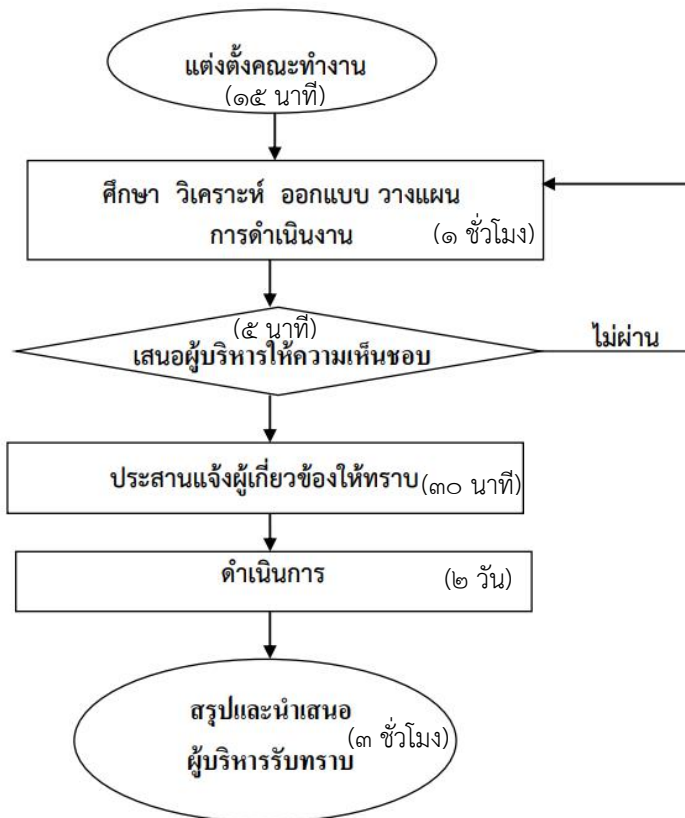 แต่งตั้งคณะทำงาน
(๑๕ นาที)
ศึกษา วิเคราะห์ ออกแบบ วางแผน
การดำเนินงาน (๑ ชั่วโมง)
(๕ นาที)
เสนอผู้บริหารให้ความเห็นชอบ
ไม่ผ่าน
ประสานแจ้งผู้เกี่ยวข้องให้ทราบ (๓๐ นาที)
ดำเนินการ (๒ วัน)
สรุปและนำเสนอ
(๓ ชั่วโมง)
ผู้บริหารรับทราบ